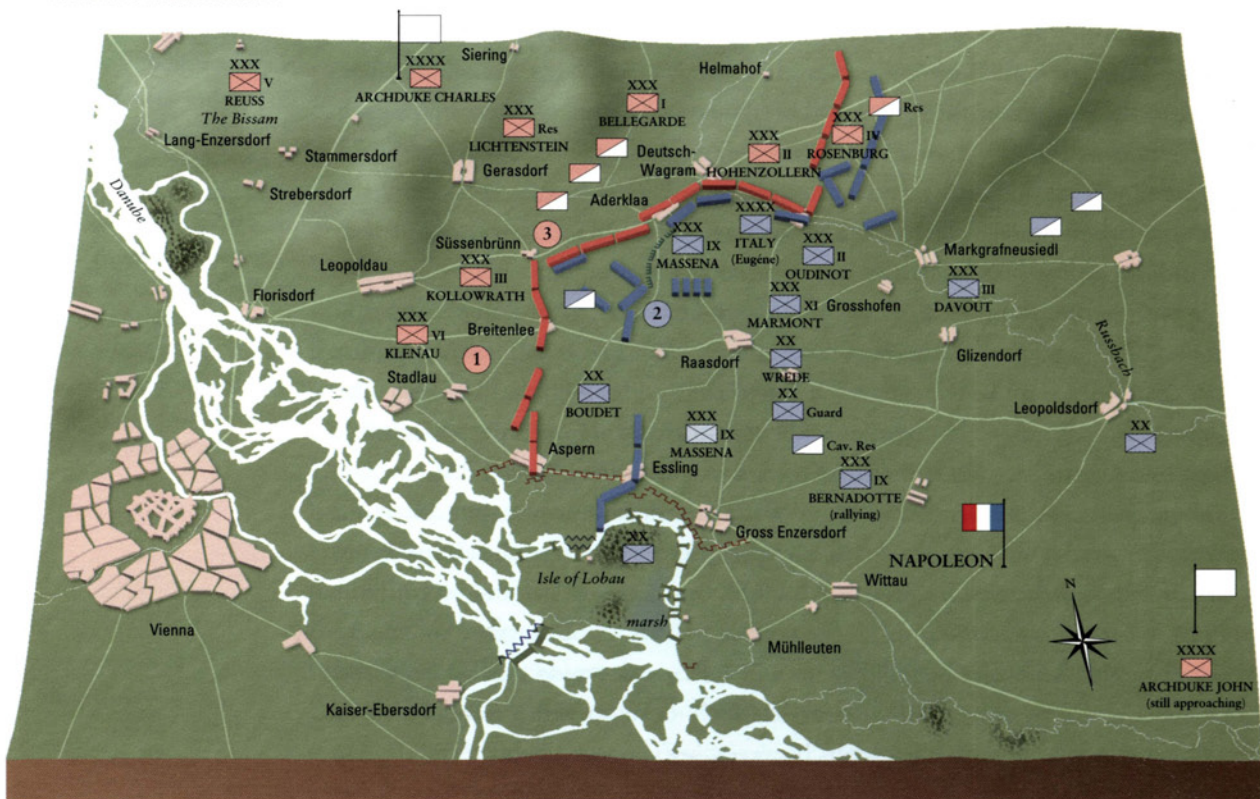 Siering
XXX
V
REUSS
The Bissam
XXXX
ARCHDUKE CHARLES
Helmahof
XXX
I
BELLEGARDE
Res
Lang-Enzersdorf
Stammersdorf
XXX
Res
LICHTENSTEIN
XXX
IV
ROSENBURG
XXX
II
HOHENZOLLERN
Deutsch-
Wagram
Gerasdorf
Strebersdorf
Danube
Aderklaa
3
Süssenbrünn
XXXX
ITALY
(Eugéne)
XXX
IX
MASSENA
XXX
II
OUDINOT
Markgrafneusiedl
Leopoldau
XXX
III
KOLLOWRATH
XXX
III
DAVOUT
Florisdorf
2
XXX
XI
MARMONT
Grosshofen
XXX
VI
KLENAU
Breitenlee
1
Raasdorf
Glizendorf
Russbach
XX
WREDE
Stadlau
XX
BOUDET
XX
Guard
Leopoldsdorf
XX
XXX
IX
MASSENA
Cav. Res
Aspern
Essling
XXX
IX
BERNADOTTE
(rallying)
Gross Enzersdorf
NAPOLEON
XX
Isle of Lobau
Wittau
N
marsh
Vienna
Mühlleuten
XXXX
ARCHDUKE JOHN
(still approaching)
Kaiser-Ebersdorf